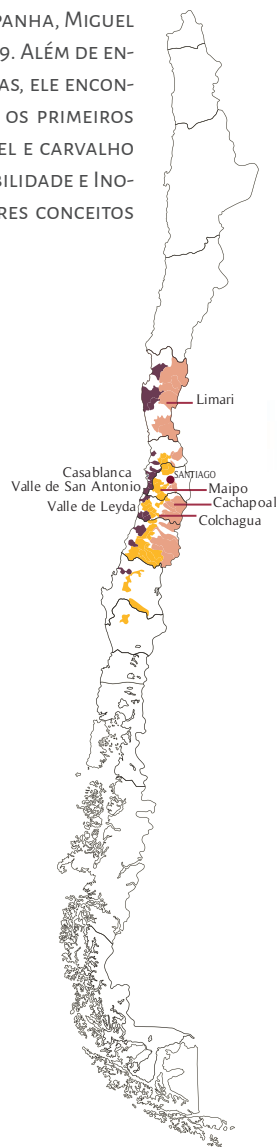 PANHA, MIGUEL
9. ALÉM DE EN-
AS, ELE ENCON-
OS PRIMEIROS
EL E CARVALHO
BILIDADE E INO-
RES CONCEITOS
Limari
Casablanca
SANTIAGO
Valle de San Antonio
Maipo
Valle de Leyda
Cachapoal
Colchagua